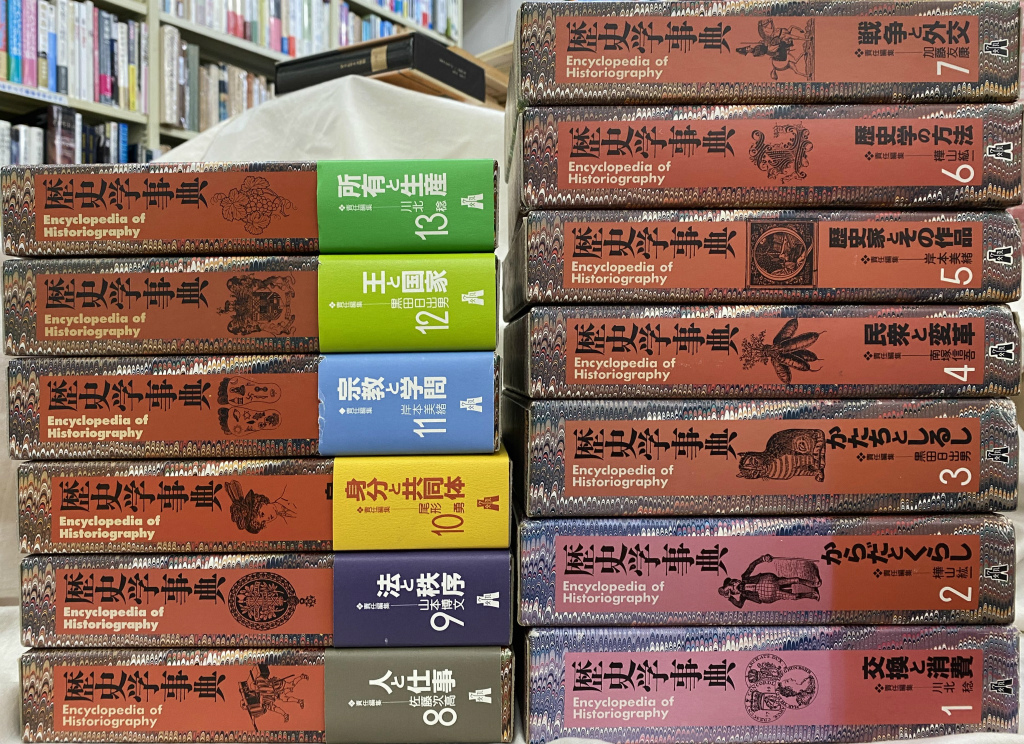 歴史学事典
Encyclopedia of
Historiography
所有と生産
責任編集
川北 稔
13
歴史学事典
Encyclopedia of
Historiography
王と国家
責任編集
黒田日出男
12
歴史学事典
Encyclopedia of
Historiography
宗教と学問
責任編集
岸本美緒
11
歴史学事典
Encyclopedia of
Historiography
身分と共同体
責任編集
尾形 勇
10
歴史学事典
Encyclopedia of
Historiography
法と秩序
責任編集
山本博文
9
歴史学事典
Encyclopedia of
Historiography
人と仕事
責任編集
佐藤次高
8
歴史学事典
Encyclopedia of
Historiography
戦争と外交
責任編集
加藤友康
7
歴史学事典
Encyclopedia of
Historiography
歴史学の方法
責任編集
樺山紘一
6
歴史学事典
Encyclopedia of
Historiography
歴史家とその作品
責任編集
岸本美緒
5
歴史学事典
Encyclopedia of
Historiography
民衆と変革
責任編集
南塚信吾
4
歴史学事典
Encyclopedia of
Historiography
かたちとしるし
責任編集
黒田日出男
3
歴史学事典
Encyclopedia of
Historiography
からだとくらし
責任編集
樺山紘一
2
歴史学事典
Encyclopedia of
Historiography
交換と消費
責任編集
川北 稔
1